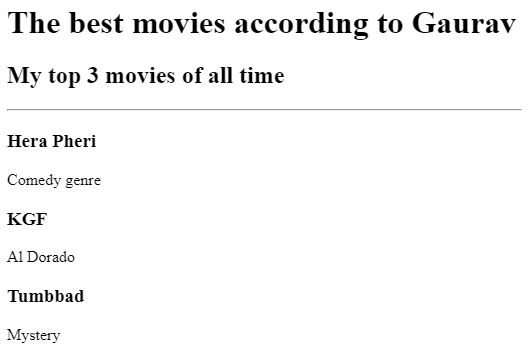 The best movies according to Gaurav
My top 3 movies of all time
Hera Pheri
Comedy genre
KGF
Al Dorado
Tumbbad
Mystery